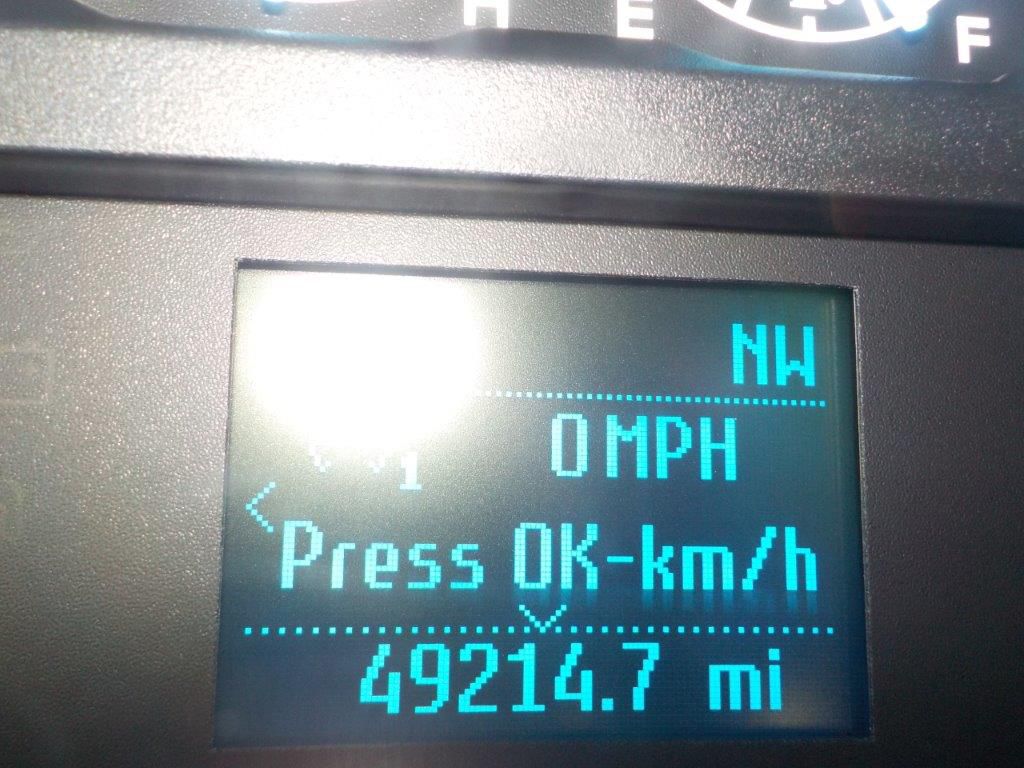 H E F
NW
0 MPH
Press OK-km/h
49214.7 mi